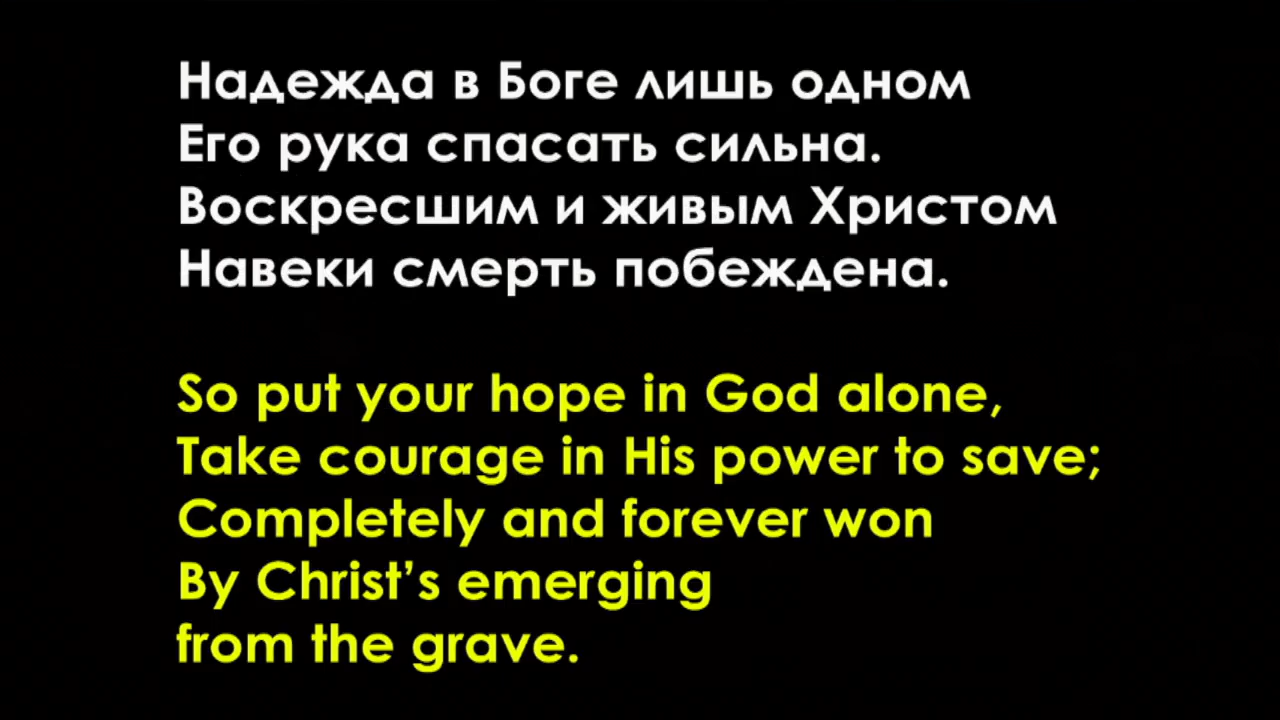 Надежда в Боге лишь одном
Его рука спасать сильна.
Воскресшим и живым Христом
Навеки смерть побеждена.
So put your hope in God alone,
Take courage in His power to save;
Completely and forever won
By Christ’s emerging
from the grave.